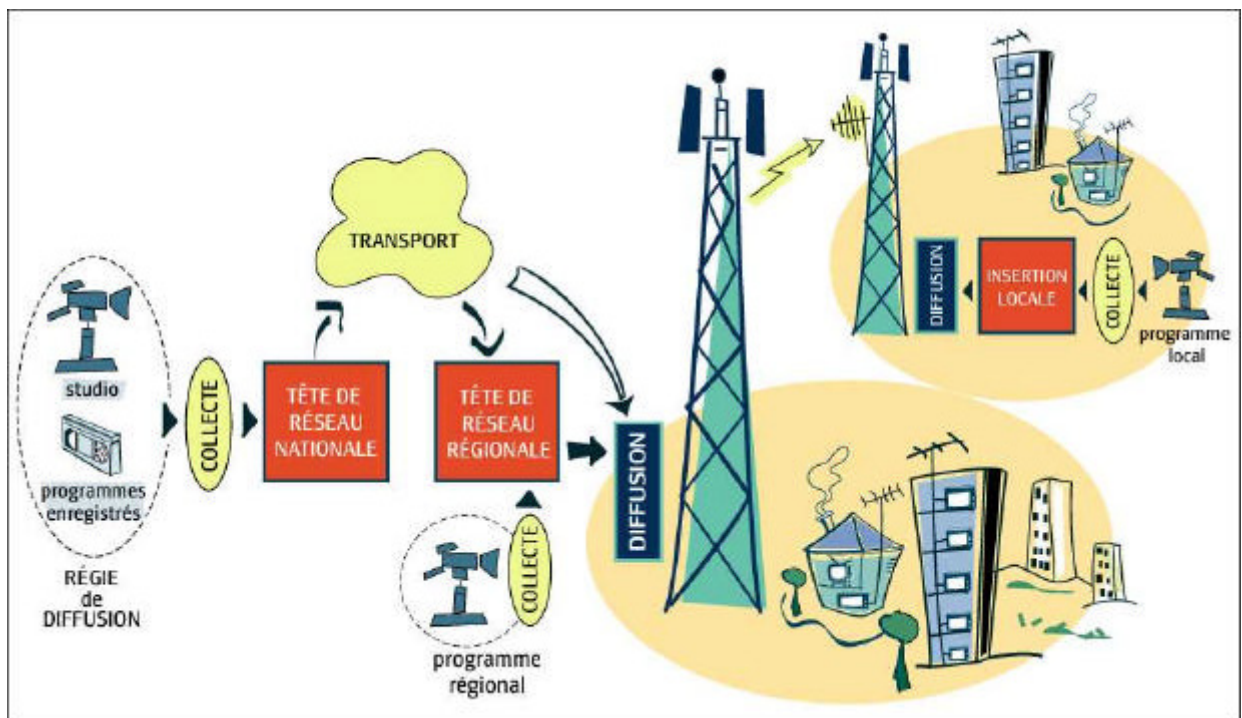 studio
programmes
enregistrés
RÉGIE
de
DIFFUSION
COLLECTE
TÊTE DE
RÉSEAU
NATIONALE
TRANSPORT
TÊTE DE
RÉSEAU
RÉGIONALE
COLLECTE
programme
régional
DIFFUSION
DIFFUSION
INSERTION
LOCALE
COLLECTE
programme
local